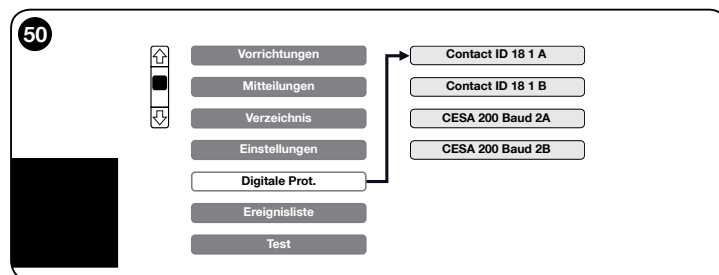 50
Vorrichtungen
Mitteilungen
Verzeichnis
Einstellungen
Digitale Prot.
Ereignisliste
Test
Contact ID 18 1 A
Contact ID 18 1 B
CESA 200 Baud 2A
CESA 200 Baud 2B